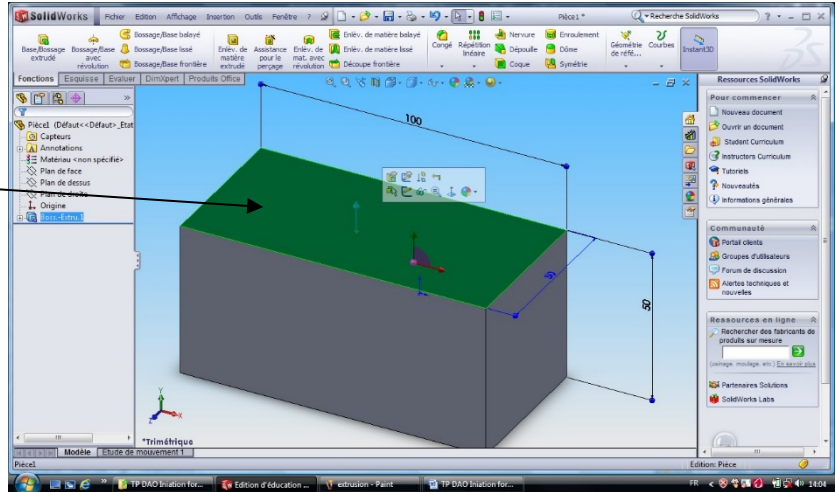 SolidWorks Fichier Edition Affichage Insertion Outils Fenêtre ? Pièce1 * Recherche SolidWorks
Base/Bossage extrudé
Bossage/Base avec révolution
Bossage/Base balayé
Bossage/Base lissé
Bossage/Base frontière
Enlèv. de matière extrudé
Assistance pour le perçage
Enlèv. de mat. avec révolution
Enlèv. de matière balayé
Enlèv. de matière lissé
Découpe frontière
Congé
Répétition linéaire
Nervure
Dépouille
Coque
Enroulement
Dôme
Symétrie
Géométrie de réfé...
Courbes
Instant3D
Fonctions Esquisse Evaluer DimXpert Produits Office
Pièce1 (Défaut<<Défaut>_Etat
Capteurs
Annotations
Matériau <non spécifié>
Plan de face
Plan de dessus
Plan de droite
Origine
Boss.-Extru.1
100
50
*Trimétrique
Modèle Etude de mouvement 1
Ressources SolidWorks
Pour commencer
Nouveau document
Ouvrir un document
Student Curriculum
Instructors Curriculum
Tutoriels
Nouveautés
Informations générales
Communauté
Portail clients
Groupes d'utilisateurs
Forum de discussion
Alertes techniques et
nouvelles
Ressources en ligne
Rechercher des fabricants de
produits sur mesure
(usinage, moulage, etc.) En savoir plus
Partenaires Solutions
SolidWorks Labs
Pièce1 Edition: Pièce
TP DAO Iniation for... Edition d'éducation ... extrusion - Paint TP DAO Iniation for... FR 14:04